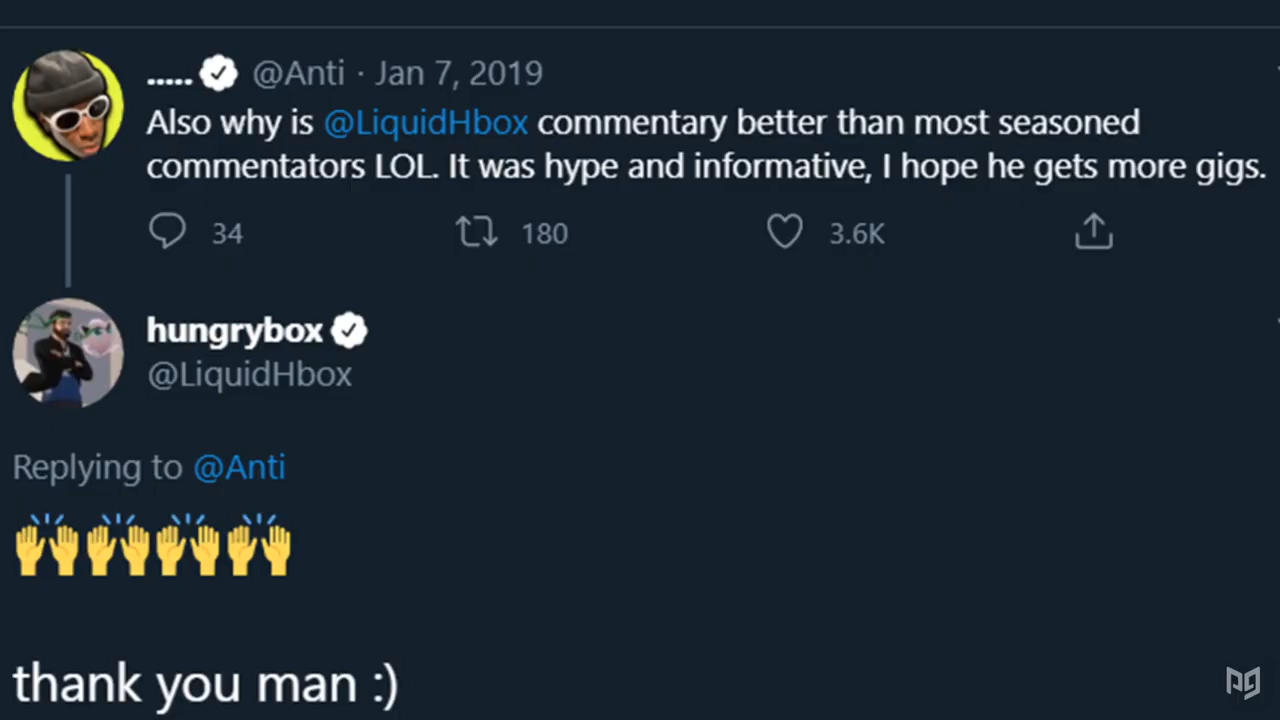 ..... @Anti · Jan 7, 2019
Also why is @LiquidHbox commentary better than most seasoned
commentators LOL. It was hype and informative, I hope he gets more gigs.
34 180 3.6K
hungrybox
@LiquidHbox
Replying to @Anti
🙌🙌🙌🙌
thank you man :)
PG